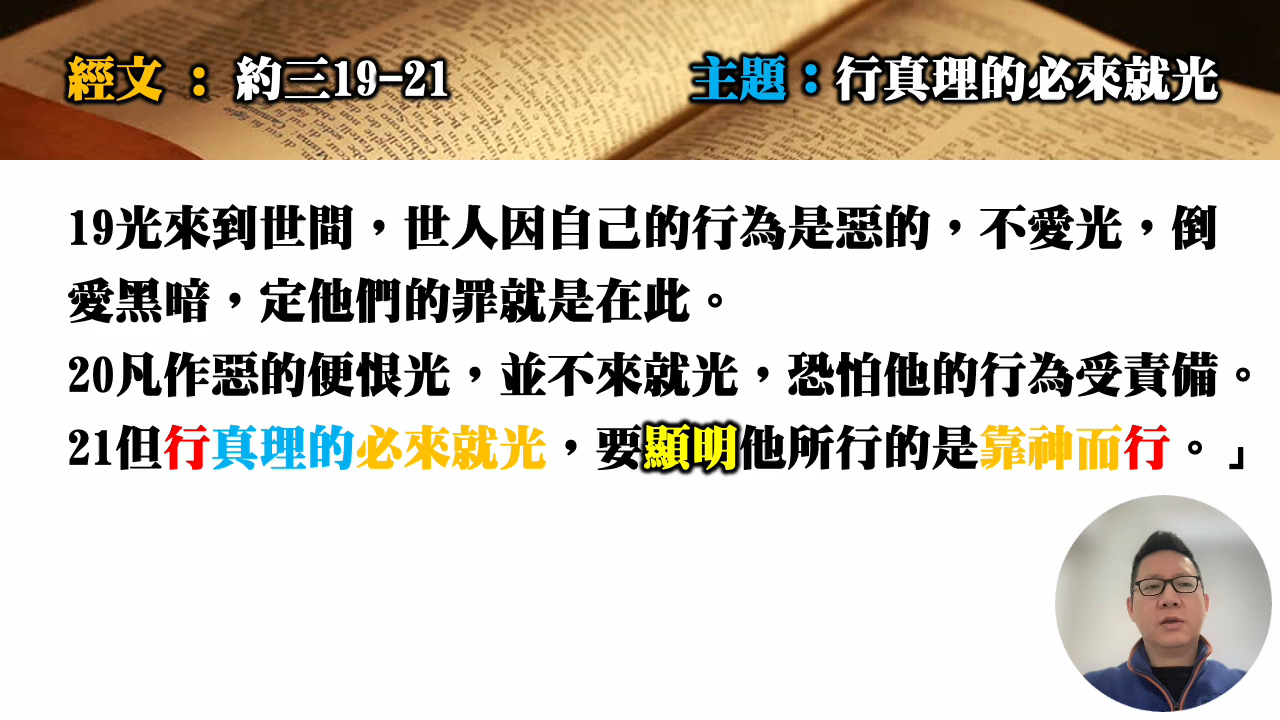 經文：約三19-21 主題：行真理的必來就光
19光來到世間，世人因自己的行為是惡的，不愛光，倒
愛黑暗，定他們的罪就是在此。
20凡作惡的便恨光，並不來就光，恐怕他的行為受責備。
21但行真理的必來就光，要顯明他所行的是靠神而行。」